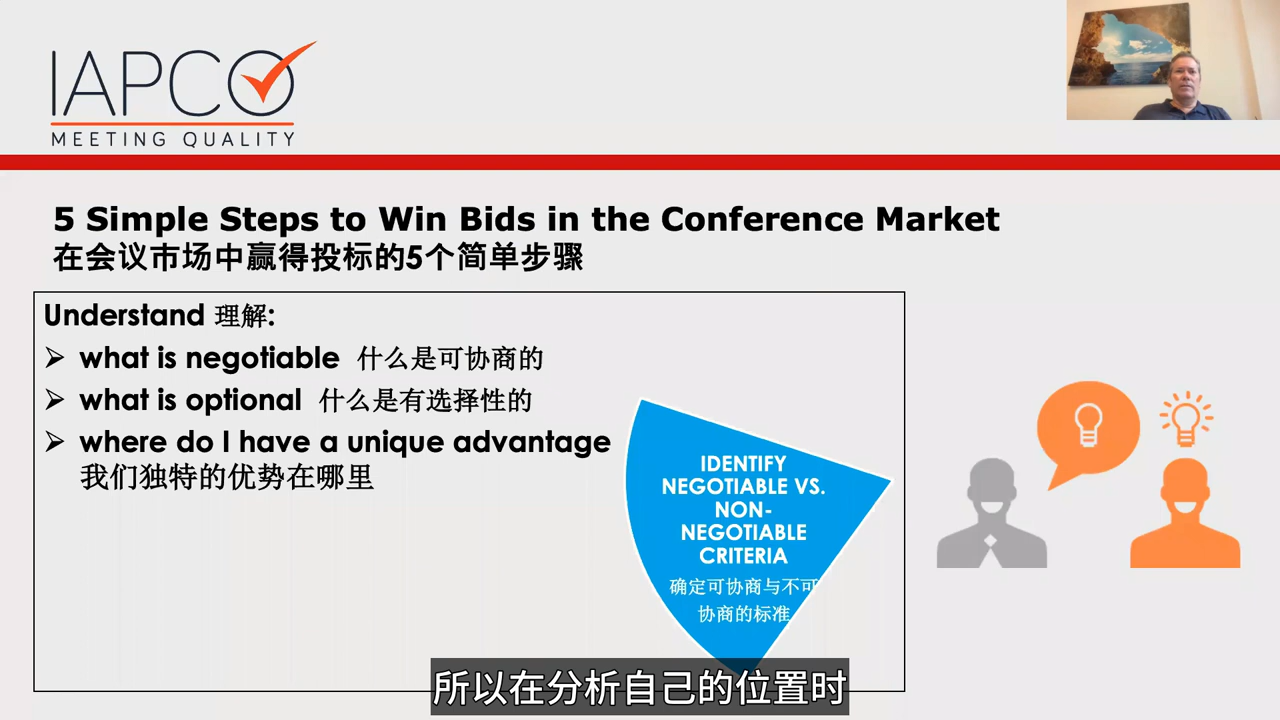 IAPCO
MEETING QUALITY
5 Simple Steps to Win Bids in the Conference Market
在会议市场中赢得投标的5个简单步骤
Understand 理解:
what is negotiable 什么是可协商的
what is optional 什么是有选择性的
where do I have a unique advantage
我们独特的优势在哪里
IDENTIFY
NEGOTIABLE VS.
NON-
NEGOTIABLE
CRITERIA
确定可协商与不可
协商的标准
所以在分析自己的位置时